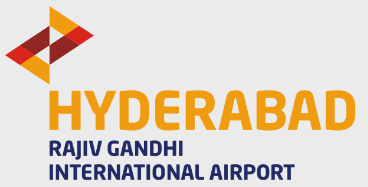 HYDERABAD
RAJIV GANDHI
INTERNATIONAL AIRPORT